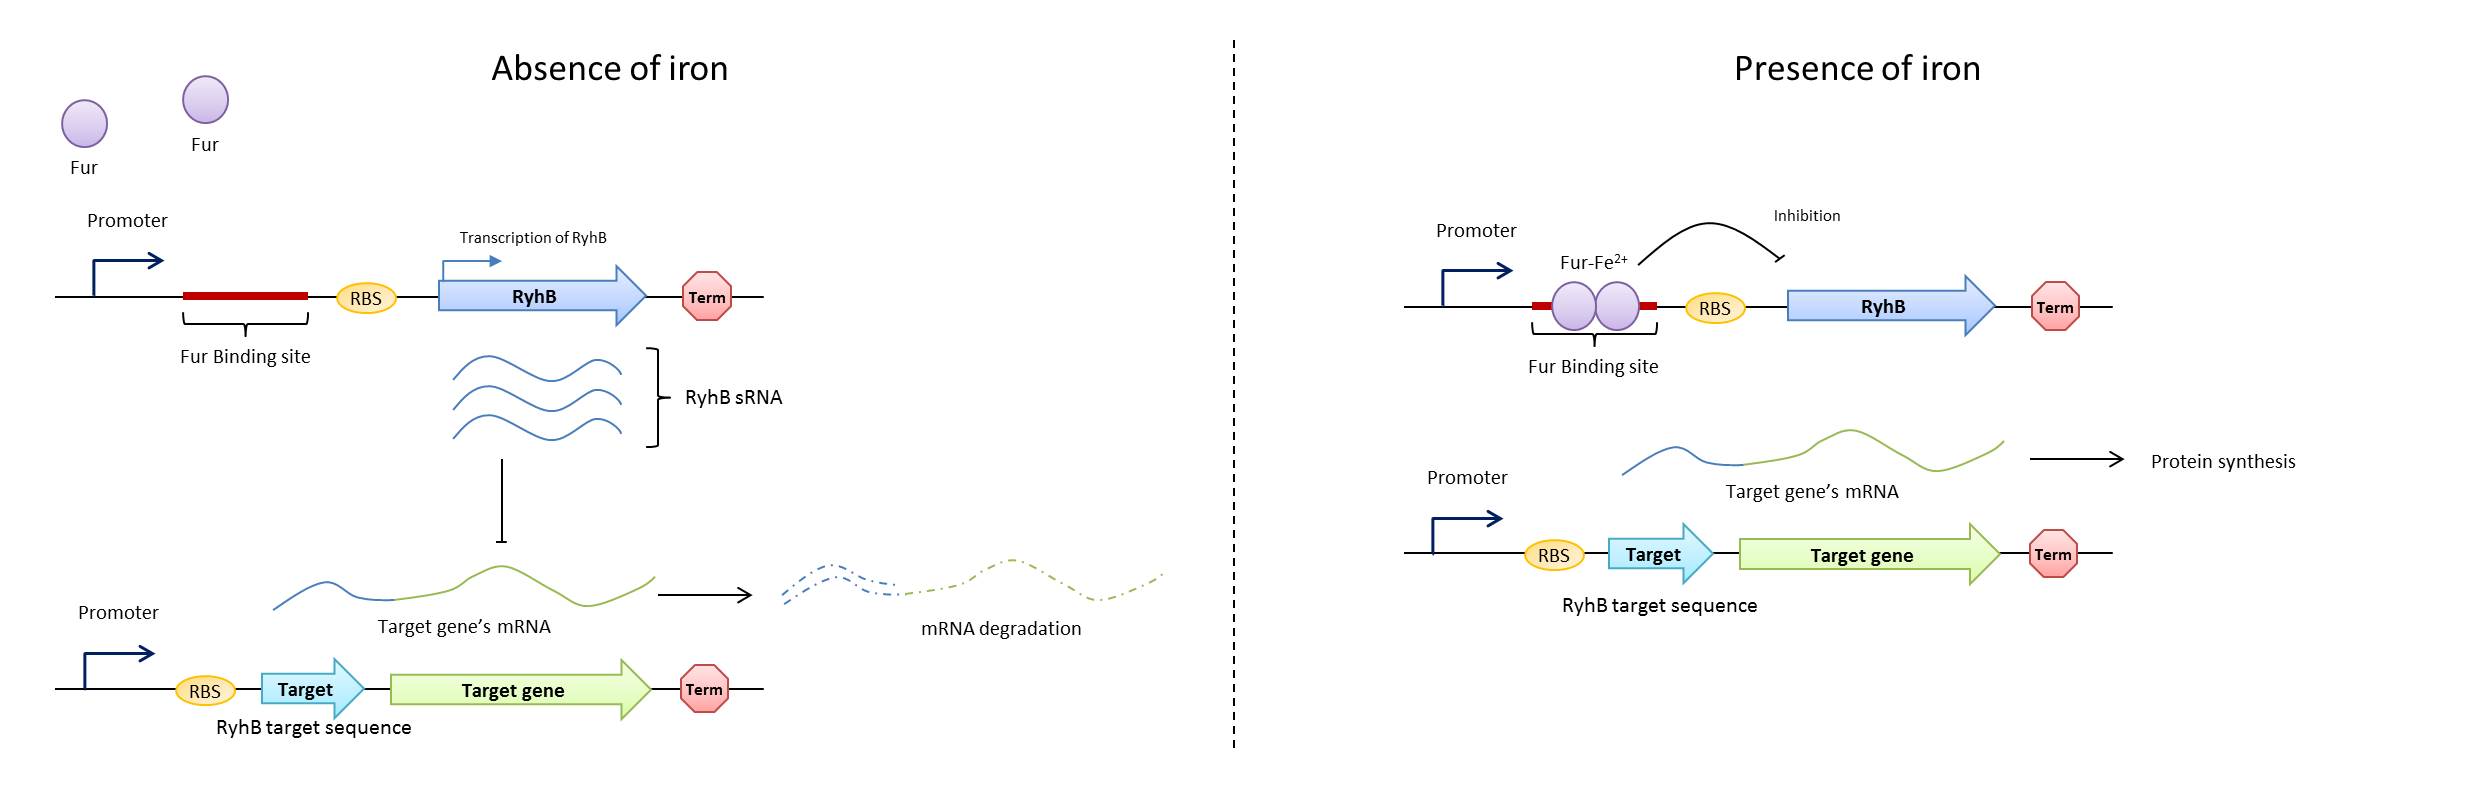 Absence of iron
Fur
Fur
Promoter
Transcription of RyhB
RBS
RyhB
Term
Fur Binding site
RyhB sRNA
Target gene's mRNA
mRNA degradation
Promoter
RBS
Target
Target gene
Term
RyhB target sequence
Presence of iron
Promoter
Inhibition
Fur-Fe²⁺
RBS
RyhB
Term
Fur Binding site
Protein synthesis
Target gene's mRNA
Promoter
RBS
Target
Target gene
Term
RyhB target sequence